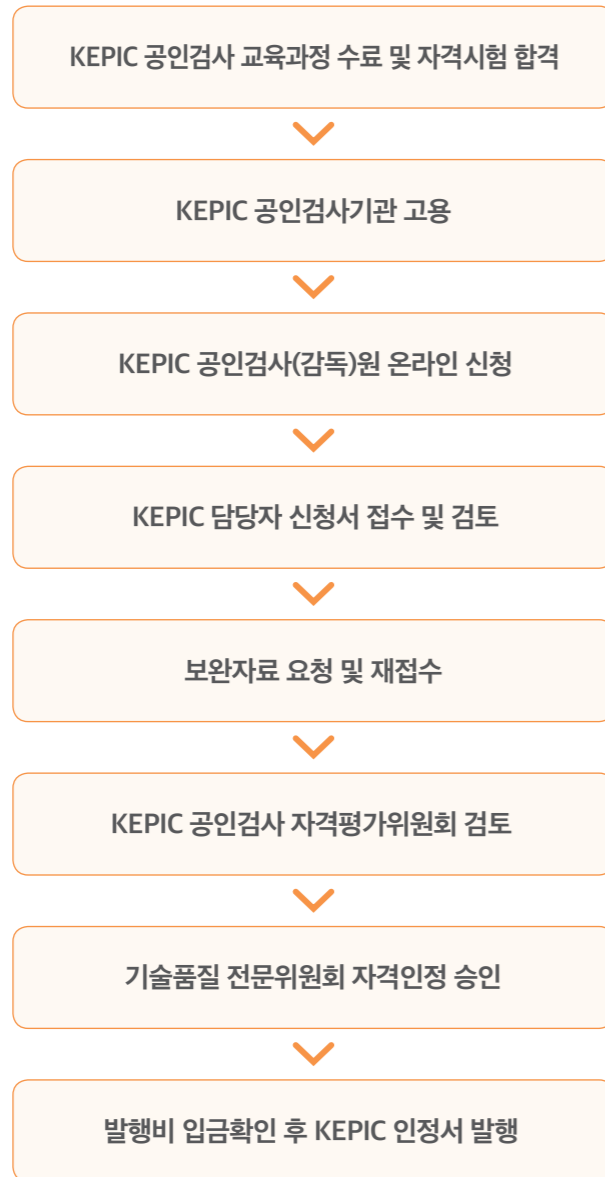 KEPIC 공인검사 교육과정 수료 및 자격시험 합격
KEPIC 공인검사기관 고용
KEPIC 공인검사(감독)원 온라인 신청
KEPIC 담당자 신청서 접수 및 검토
보완자료 요청 및 재접수
KEPIC 공인검사 자격평가위원회 검토
기술품질 전문위원회 자격인정 승인
발행비 입금확인 후 KEPIC 인정서 발행